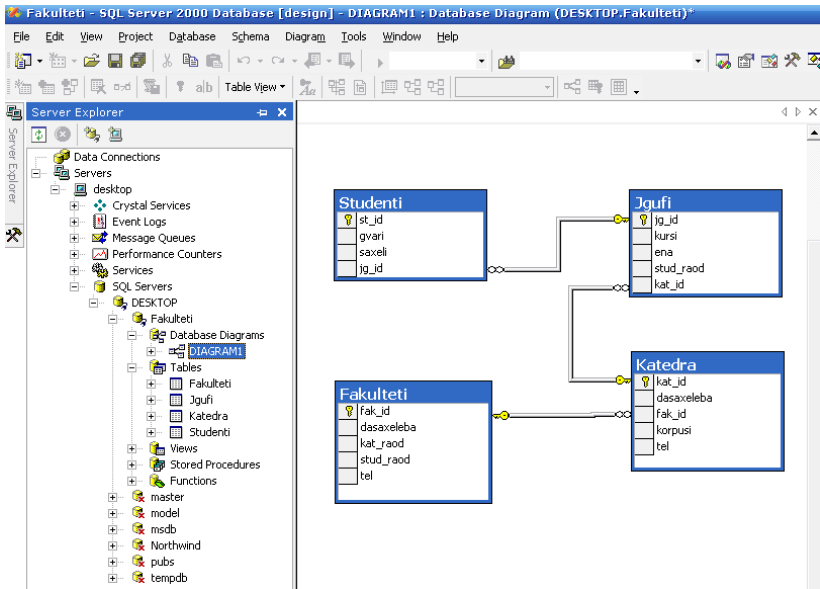 Fakulteti - SQL Server 2000 Database [design] - DIAGRAM1 : Database Diagram (DESKTOP.Fakulteti)*
File Edit View Project Database Schema Diagram Tools Window Help
a|b Table View
Server Explorer
Server Explorer
Data Connections
Servers
desktop
Crystal Services
Event Logs
Message Queues
Performance Counters
Services
SQL Servers
DESKTOP
Fakulteti
Database Diagrams
DIAGRAM1
Tables
Fakulteti
Jgufi
Katedra
Studenti
Views
Stored Procedures
Functions
master
model
msdb
Northwind
pubs
tempdb
Studenti
st_id
gvari
saxeli
jg_id
Jgufi
jg_id
kursi
ena
stud_raod
kat_id
Fakulteti
fak_id
dasaxeleba
kat_raod
stud_raod
tel
Katedra
kat_id
dasaxeleba
fak_id
korpusi
tel